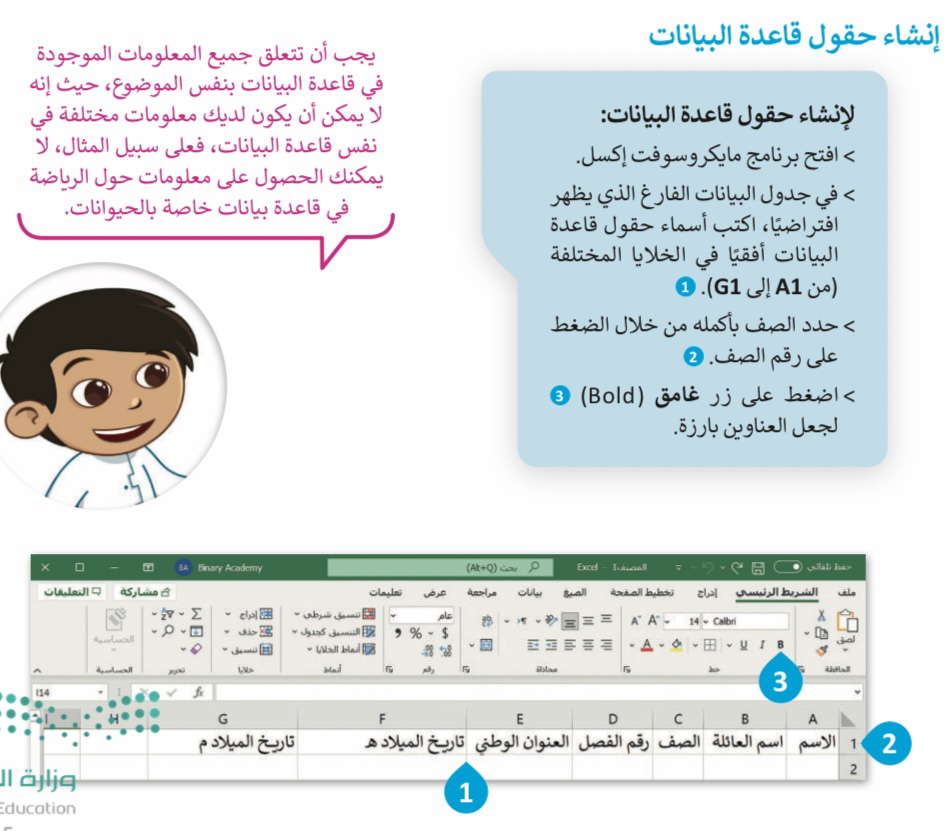 إنشاء حقول قاعدة البيانات
لإنشاء حقول قاعدة البيانات:
> افتح برنامج مايكروسوفت إكسل.
> في جدول البيانات الفارغ الذي يظهر
افتراضيًا، اكتب أسماء حقول قاعدة
البيانات أفقيًا في الخلايا المختلفة
(من A1 إلى G1). 1
> حدد الصف بأكمله من خلال الضغط
على رقم الصف. 2
> اضغط على زر غامق (Bold) 3
لجعل العناوين بارزة.
يجب أن تتعلق جميع المعلومات الموجودة
في قاعدة البيانات بنفس الموضوع، حيث إنه
لا يمكن أن يكون لديك معلومات مختلفة في
نفس قاعدة البيانات، فعلى سبيل المثال، لا
يمكنك الحصول على معلومات حول الرياضة
في قاعدة بيانات خاصة بالحيوانات.
حفظ تلقائي المصنف1 - Excel بحث (Alt+Q) Binary Academy BA
ملف الشريط الرئيسي إدراج تخطيط الصفحة الصيغ بيانات مراجعة عرض تعليمات مشاركة التعليقات
Calibri 14 A A عام تنسيق شرطي إدراج
لصق $ % التنسيق كجدول حذف الحساسية
B I U A أنماط الخلايا تنسيق
الحافظة خط محاذاة رقم أنماط خلايا تحرير الحساسية
3
I14 fx
A B C D E F G H I
1 الاسم اسم العائلة الصف رقم الفصل العنوان الوطني تاريخ الميلاد هـ تاريخ الميلاد م
2
2
1
وزارة ال
Education